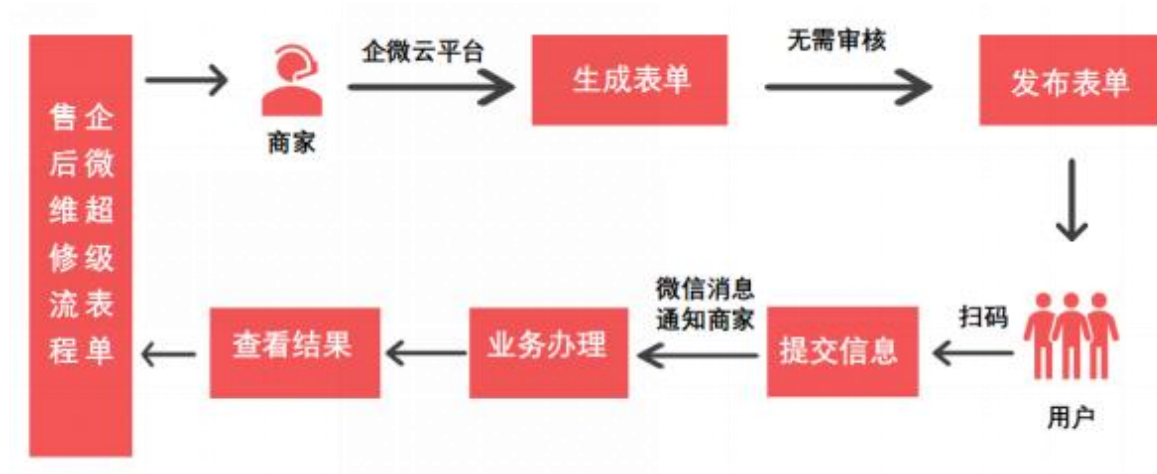 企微超级表单
售后维修流程
商家
企微云平台
生成表单
无需审核
发布表单
用户
扫码
提交信息
微信消息
通知商家
业务办理
查看结果